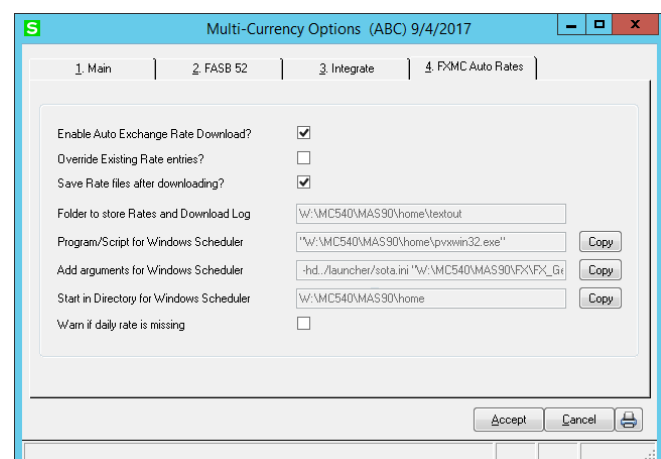 S
Multi-Currency Options (ABC) 9/4/2017
1. Main 2. FASB 52 3. Integrate 4. FXMC Auto Rates
Enable Auto Exchange Rate Download?
Override Existing Rate entries?
Save Rate files after downloading?
Folder to store Rates and Download Log W:\MC540\MAS90\home\textout
Program/Script for Windows Scheduler "W:\MC540\MAS90\home\pvxwin32.exe" Copy
Add arguments for Windows Scheduler -hd../launcher/sota.ini "W:\MC540\MAS90\FX\FX_Ge Copy
Start in Directory for Windows Scheduler W:\MC540\MAS90\home Copy
Warn if daily rate is missing
Accept Cancel